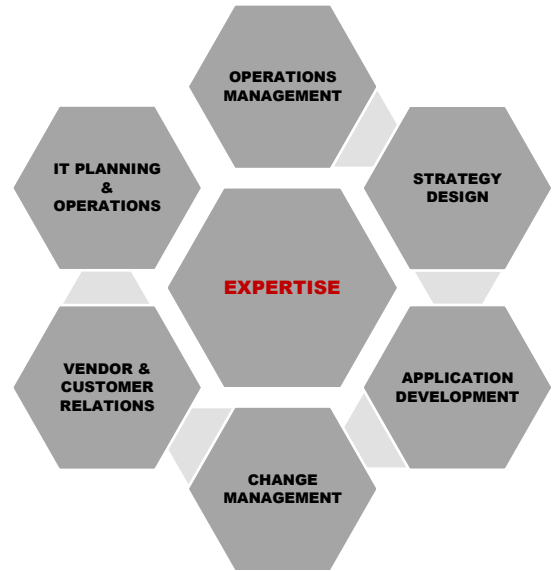 OPERATIONS
MANAGEMENT
IT PLANNING
&
OPERATIONS
STRATEGY
DESIGN
EXPERTISE
VENDOR &
CUSTOMER
RELATIONS
APPLICATION
DEVELOPMENT
CHANGE
MANAGEMENT